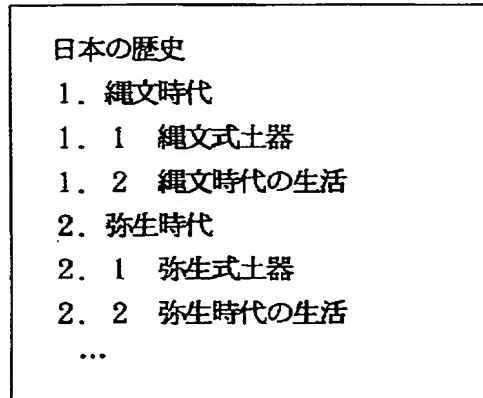 日本の歴史
1．縄文時代
1．1　縄文式土器
1．2　縄文時代の生活
2．弥生時代
2．1　弥生式土器
2．2　弥生時代の生活
…